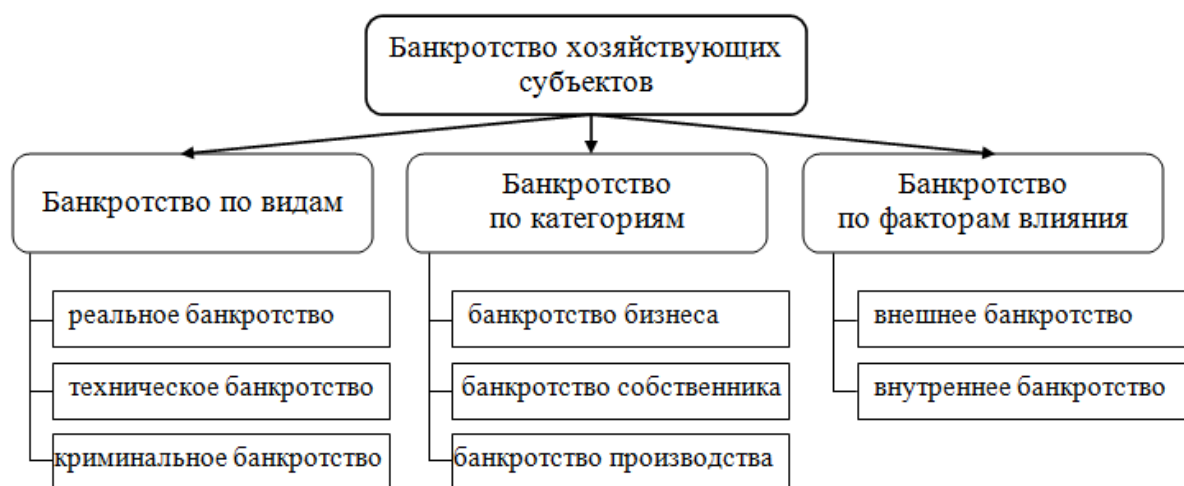 Банкротство хозяйствующих
субъектов
Банкротство по видам
реальное банкротство
техническое банкротство
криминальное банкротство
Банкротство
по категориям
банкротство бизнеса
банкротство собственника
банкротство производства
Банкротство
по факторам влияния
внешнее банкротство
внутреннее банкротство